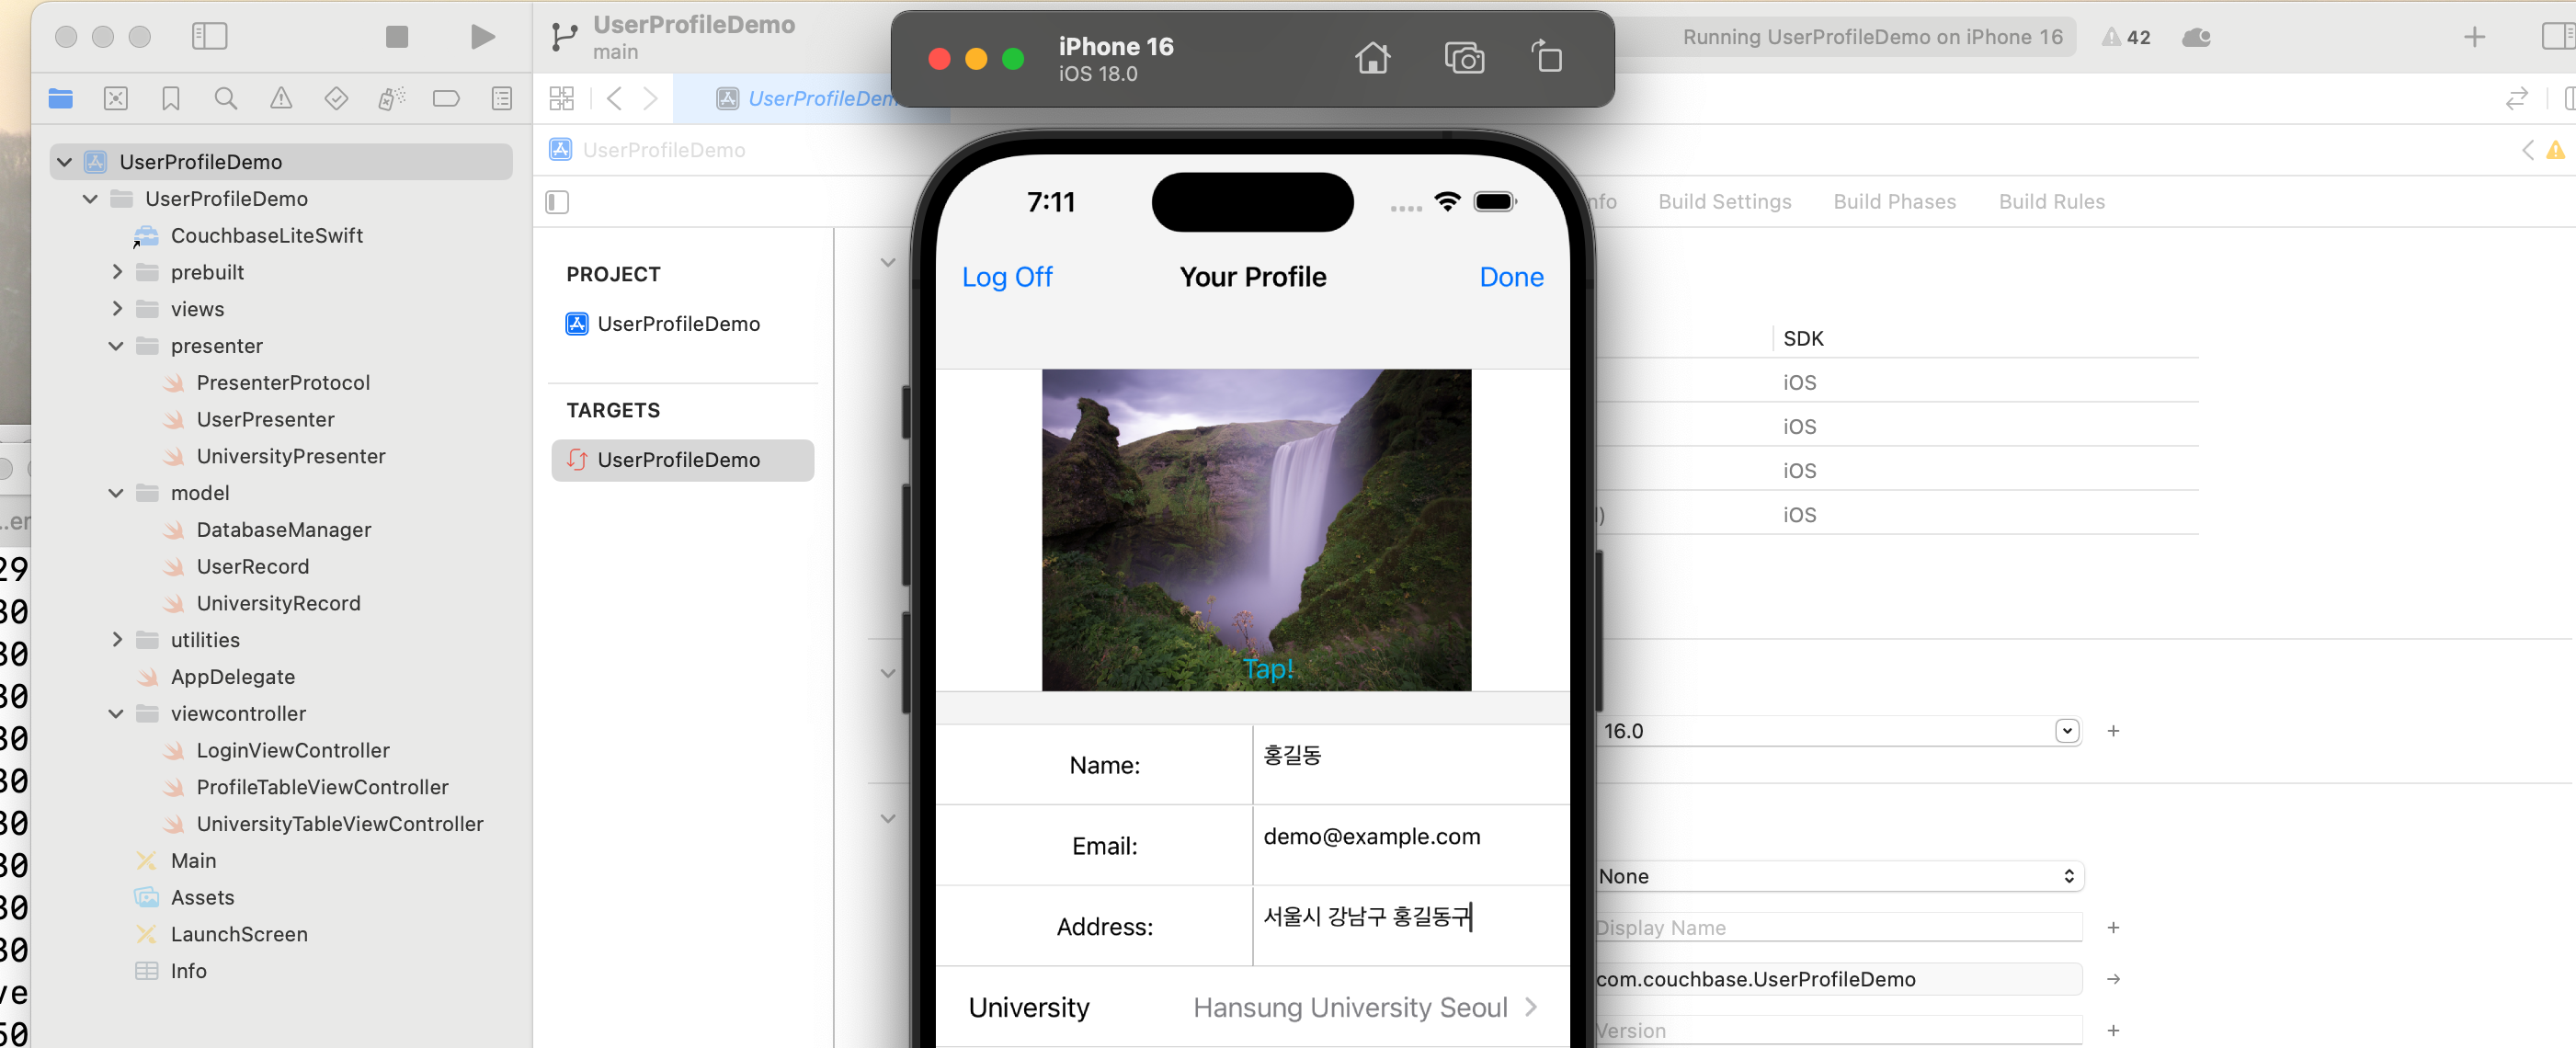 UserProfileDemo
main
iPhone 16
iOS 18.0
Running UserProfileDemo on iPhone 16
42
UserProfileDemo
UserProfileDemo
UserProfileDemo
CouchbaseLiteSwift
prebuilt
views
presenter
PresenterProtocol
UserPresenter
UniversityPresenter
model
DatabaseManager
UserRecord
UniversityRecord
utilities
AppDelegate
viewcontroller
LoginViewController
ProfileTableViewController
UniversityTableViewController
Main
Assets
LaunchScreen
Info
PROJECT
UserProfileDemo
TARGETS
UserProfileDemo
7:11
Log Off
Your Profile
Done
Tap!
Name:
홍길동
Email:
demo@example.com
Address:
서울시 강남구 홍길동구
University
Hansung University Seoul
Build Settings
Build Phases
Build Rules
SDK
iOS
iOS
iOS
iOS
16.0
None
Display Name
com.couchbase.UserProfileDemo
Version